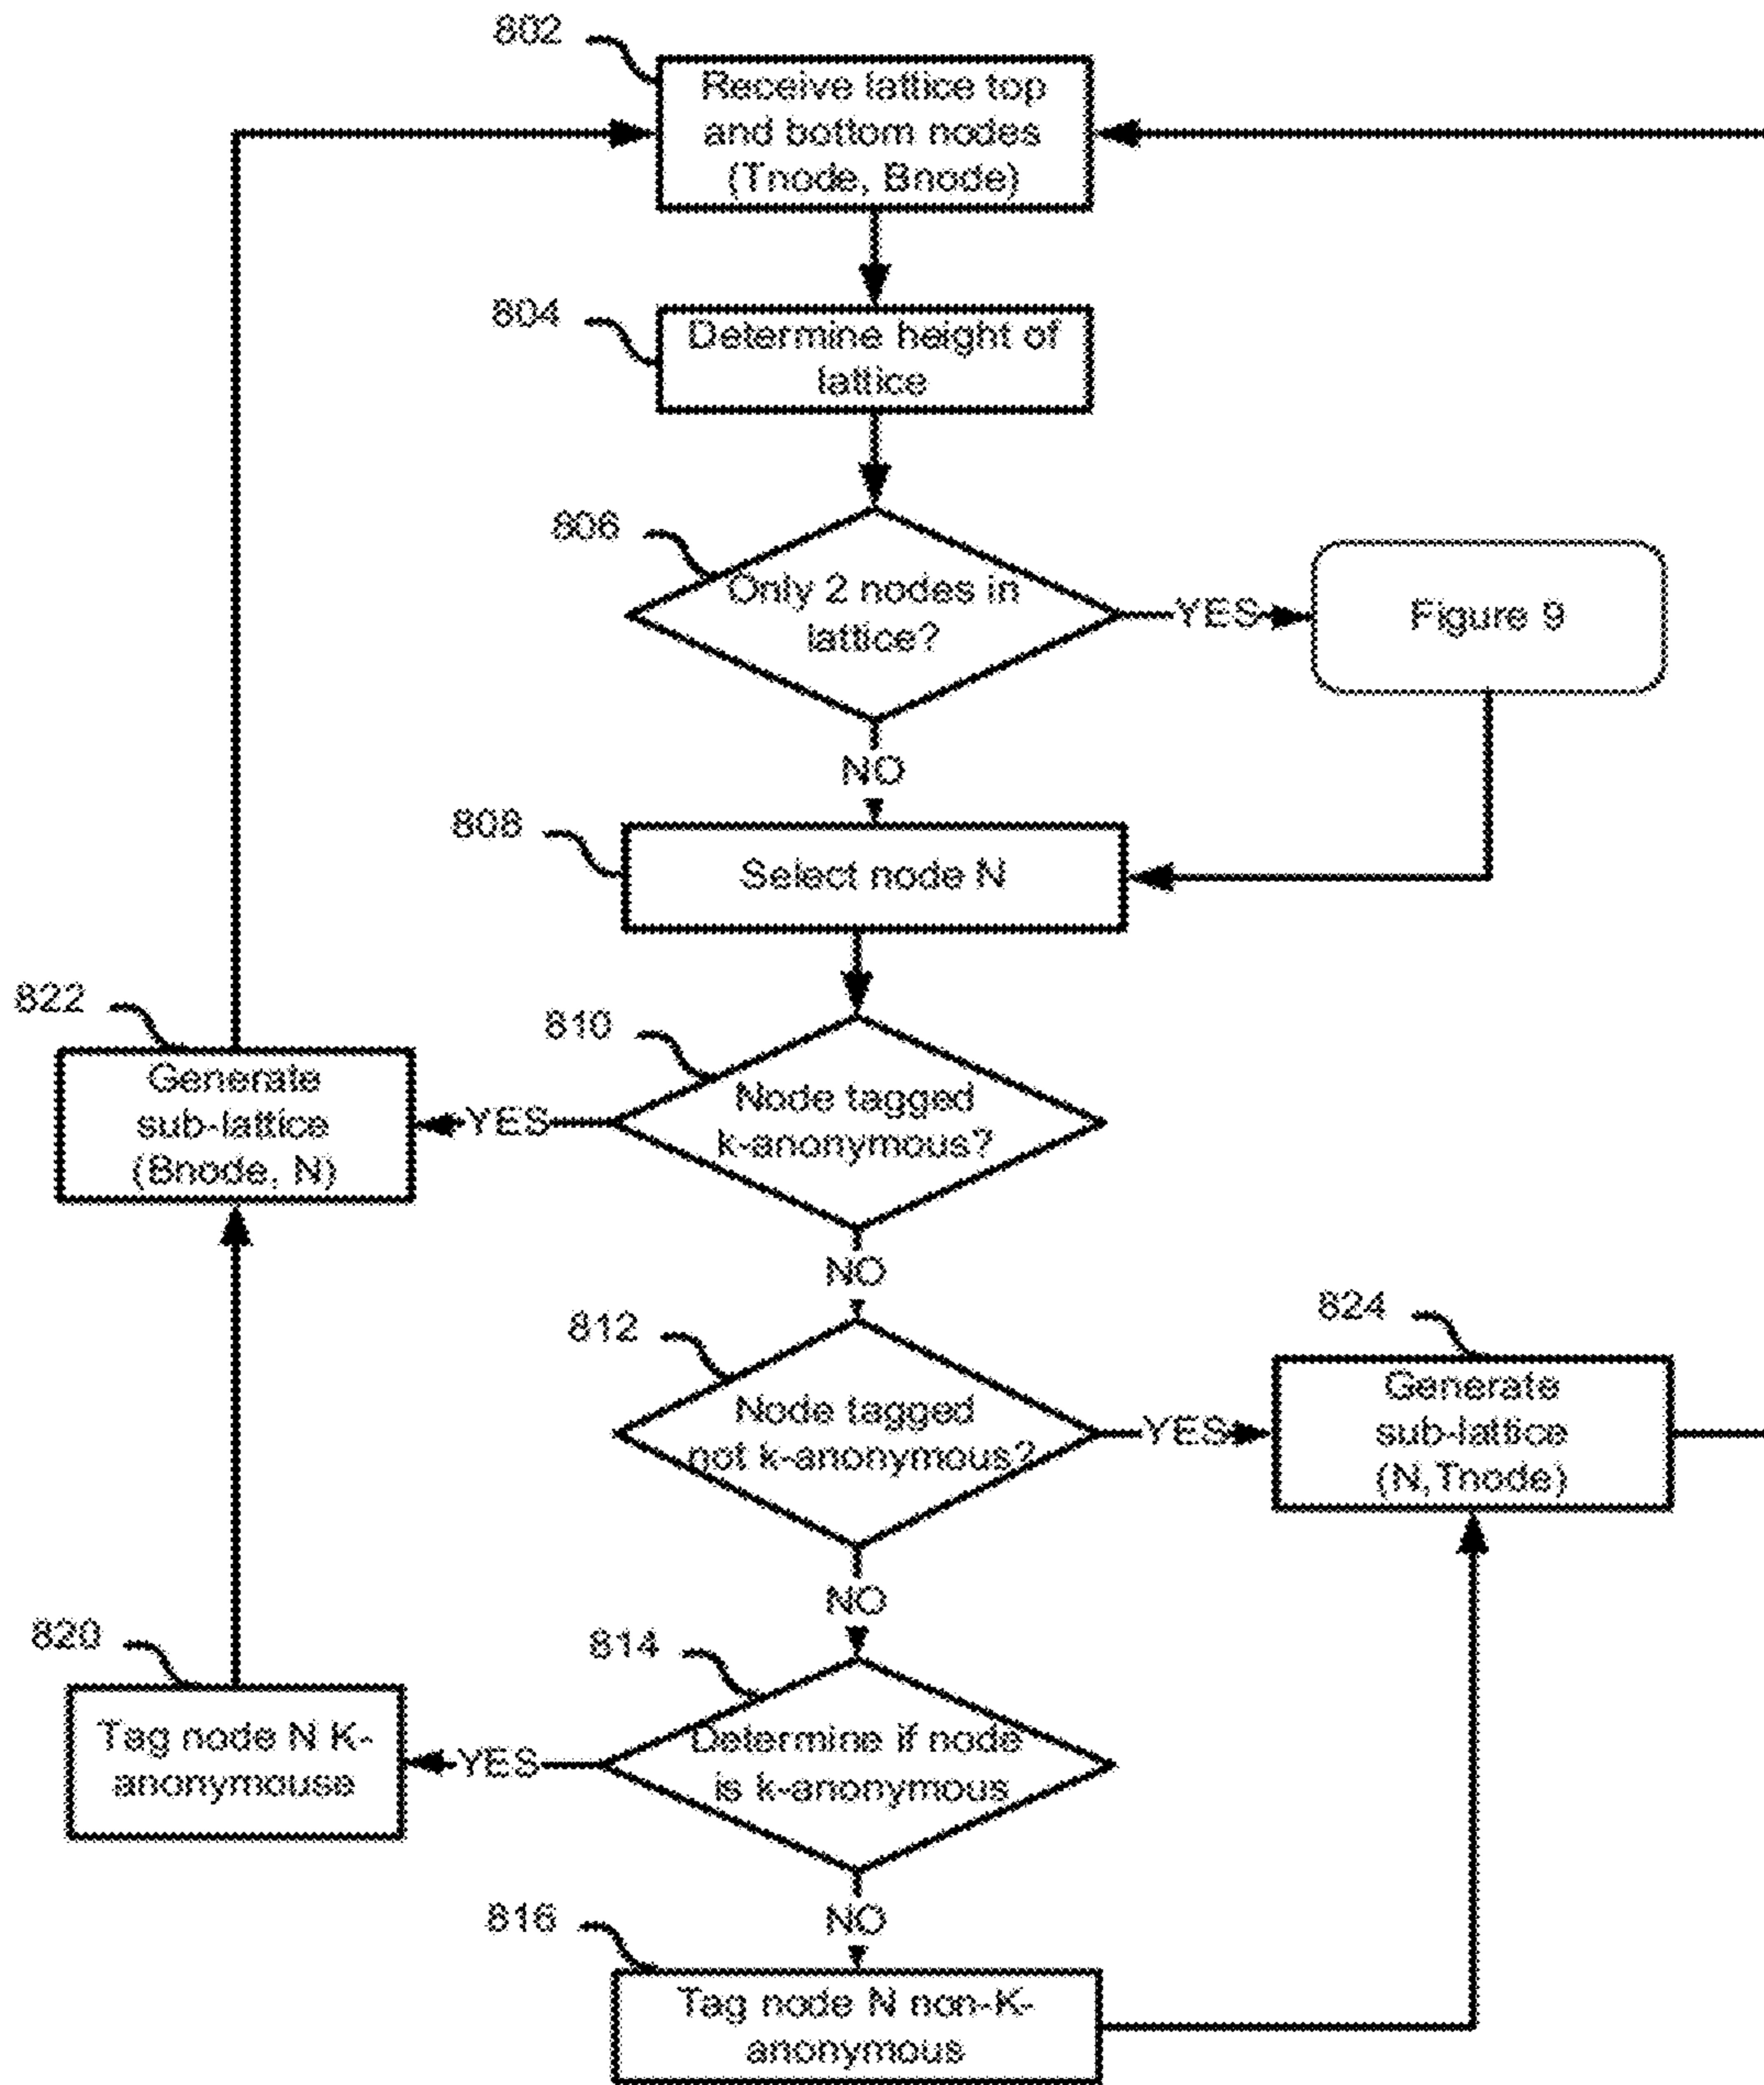 802
Receive lattice top
and bottom nodes
(Tnode, Bnode)
804
Determine height of
lattice
806
Only 2 nodes in
lattice?
YES
Figure 9
NO
808
Select node N
822
Generate
sub-lattice
(Bnode, N)
YES
810
Node tagged
k-anonymous?
NO
812
Node tagged
not k-anonymous?
YES
824
Generate
sub-lattice
(N,Tnode)
NO
820
Tag node N K-
anonymouse
YES
814
Determine if node
is k-anonymous
NO
816
Tag node N non-K-
anonymous